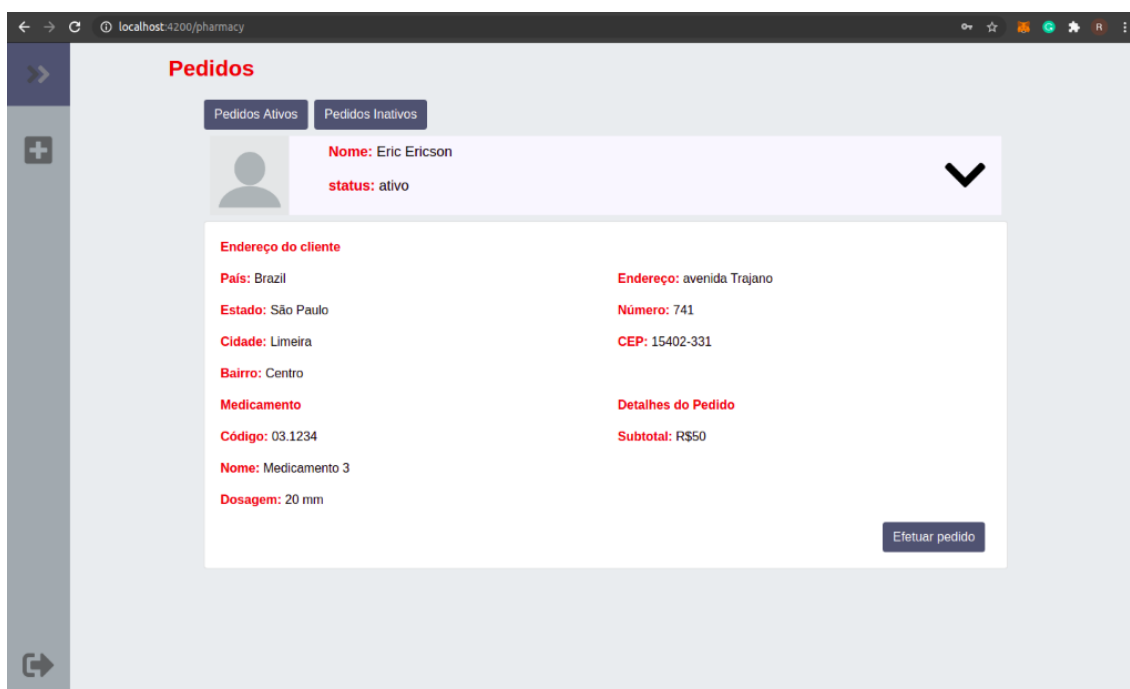 localhost:4200/pharmacy
R
Pedidos
Pedidos Ativos Pedidos Inativos
Nome: Eric Ericson
status: ativo
Endereço do cliente
País: Brazil Endereço: avenida Trajano
Estado: São Paulo Número: 741
Cidade: Limeira CEP: 15402-331
Bairro: Centro
Medicamento Detalhes do Pedido
Código: 03.1234 Subtotal: R$50
Nome: Medicamento 3
Dosagem: 20 mm
Efetuar pedido